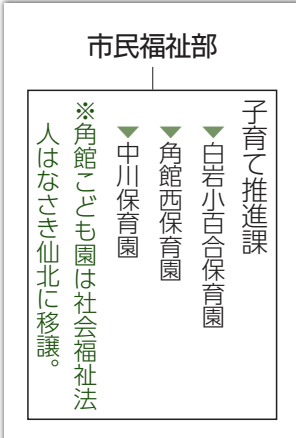 市民福祉部
子育て推進課
▼白岩小百合保育園
▼角館西保育園
▼中川保育園
※角館こども園は社会福祉法
人はなさき仙北に移譲。